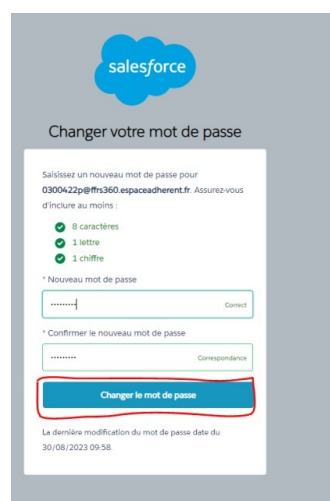 salesforce
Changer votre mot de passe
Saisissez un nouveau mot de passe pour
0300422p@ffrs360.espaceadherent.fr. Assurez-vous
d'inclure au moins :
8 caractères
1 lettre
1 chiffre
* Nouveau mot de passe
Correct
* Confirmer le nouveau mot de passe
Correspondance
Changer le mot de passe
La dernière modification du mot de passe date du
30/08/2023 09:58.